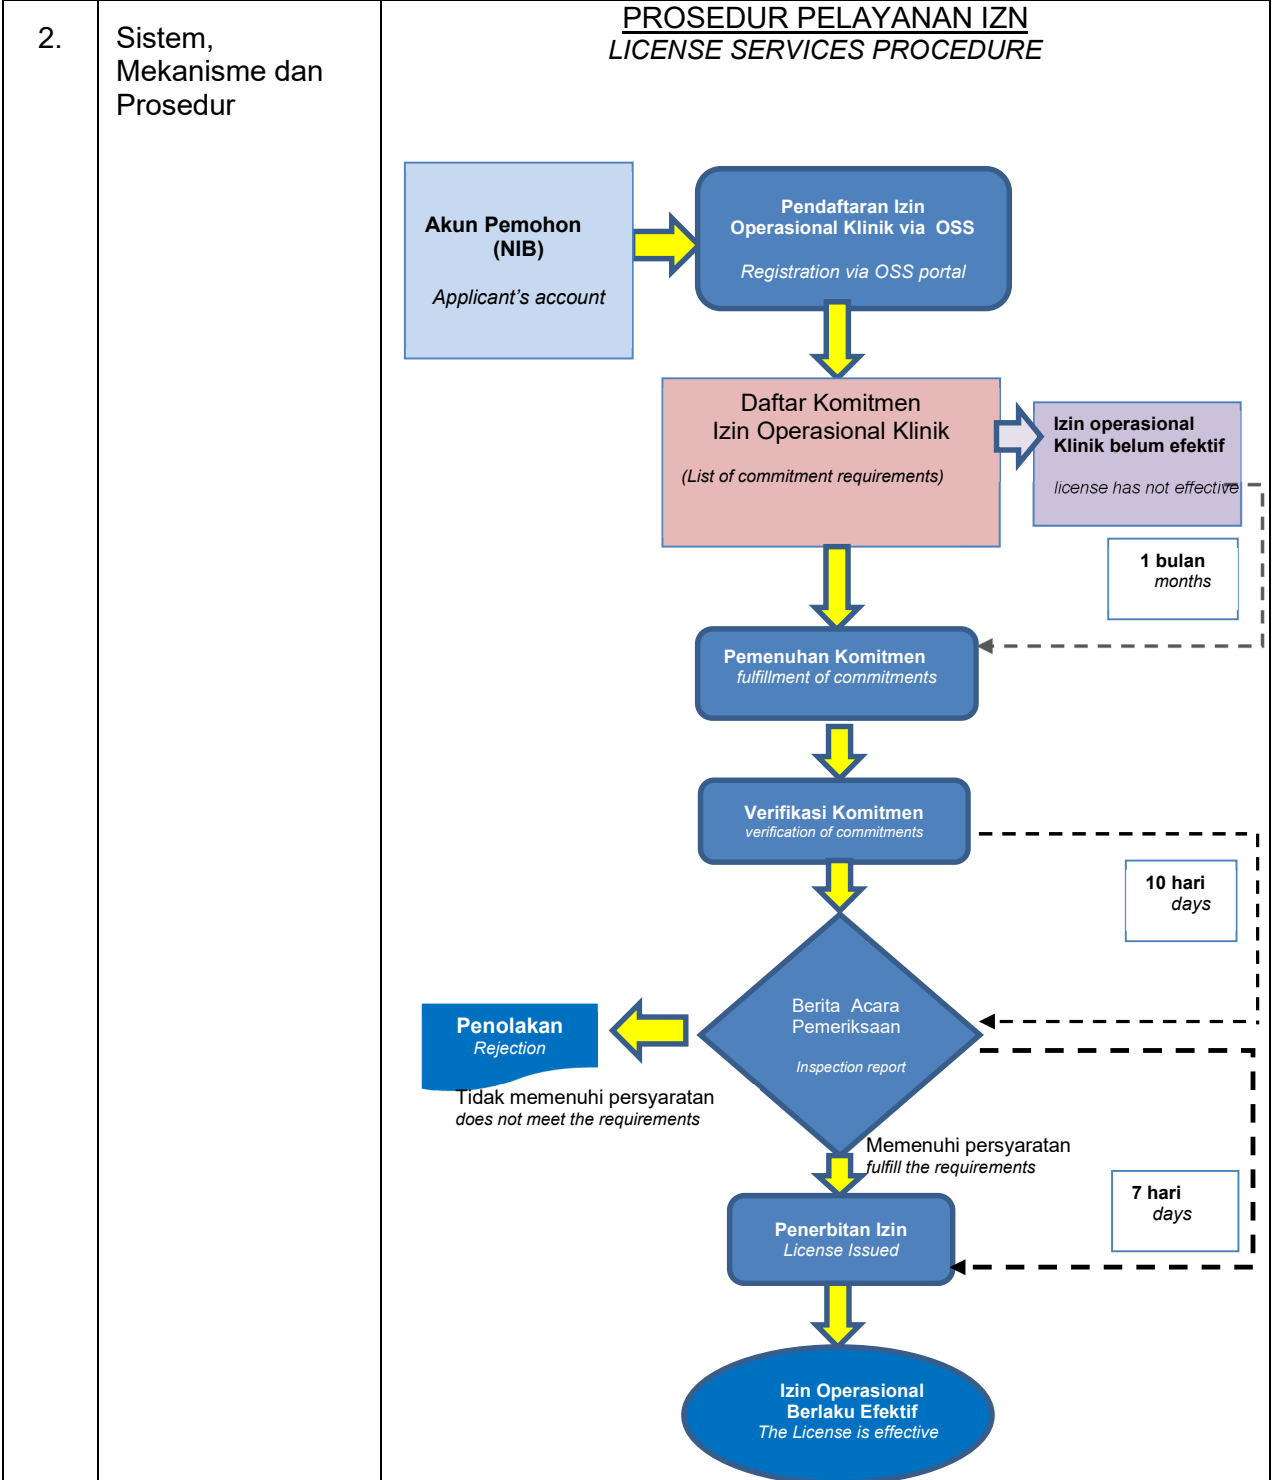 2.
Sistem,
Mekanisme dan
Prosedur
PROSEDUR PELAYANAN IZN
LICENSE SERVICES PROCEDURE
Akun Pemohon
(NIB)
Applicant's account
Pendaftaran Izin
Operasional Klinik via OSS
Registration via OSS portal
Daftar Komitmen
Izin Operasional Klinik
(List of commitment requirements)
Izin operasional
Klinik belum efektif
license has not effective
1 bulan
months
Pemenuhan Komitmen
fulfillment of commitments
Verifikasi Komitmen
verification of commitments
10 hari
days
Berita Acara
Pemeriksaan
Inspection report
Penolakan
Rejection
Tidak memenuhi persyaratan
does not meet the requirements
Memenuhi persyaratan
fulfill the requirements
7 hari
days
Penerbitan Izin
License Issued
Izin Operasional
Berlaku Efektif
The License is effective